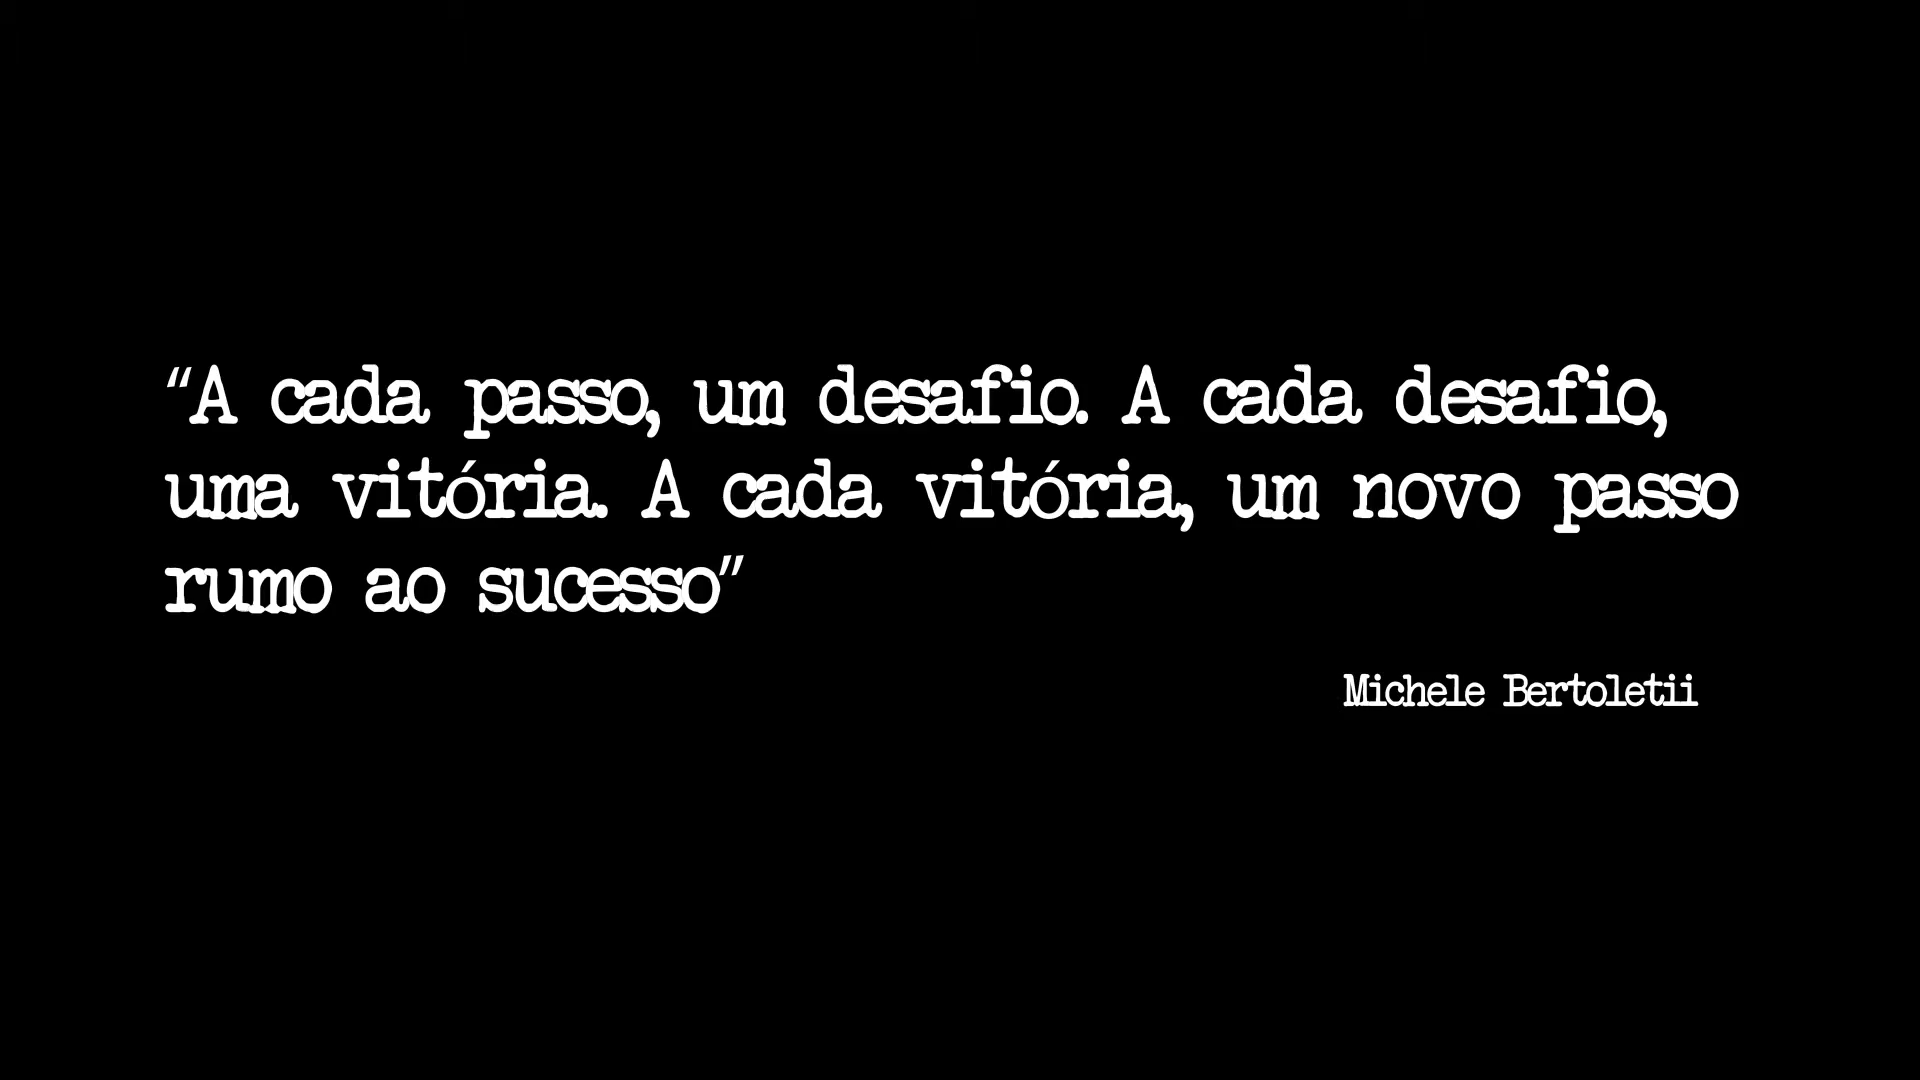 “A cada passo, um desafio. A cada desafio,
uma vitória. A cada vitória, um novo passo
rumo ao sucesso”
Michele Bertoletii